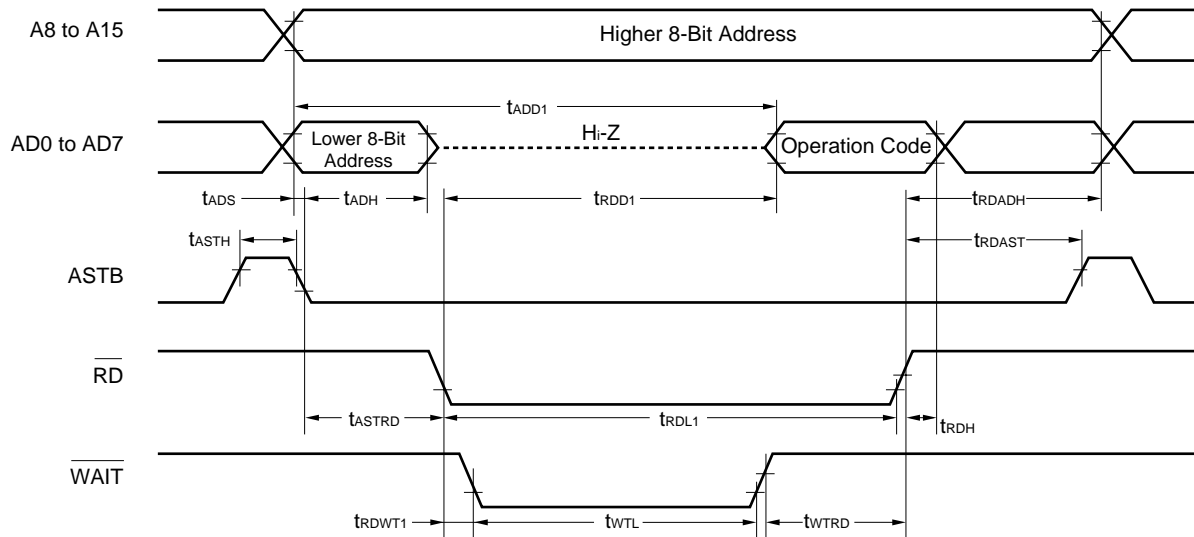 A8 to A15
Higher 8-Bit Address
tADD1
AD0 to AD7
Lower 8-Bit
Address
Hi-Z
Operation Code
tADS
tADH
tRDD1
tRDADH
tASTH
tRDAST
ASTB
RD
tASTRD
tRDL1
tRDH
WAIT
tRDWT1
tWTL
tWTRD